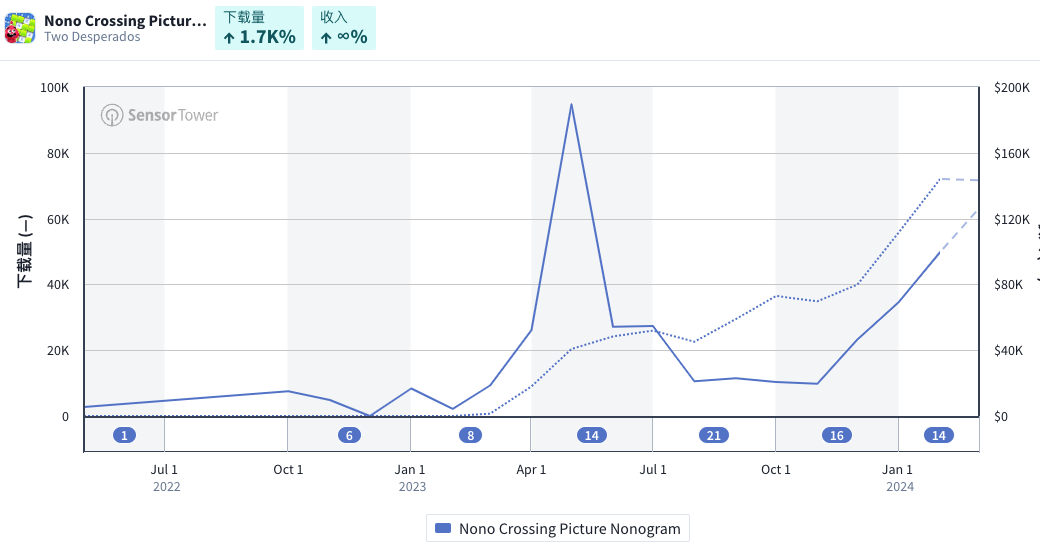 Nono Crossing Pictur...
Two Desperados
下载量
↑ 1.7K%
收入
↑ ∞%
SensorTower
下载量 (一)
100K
80K
60K
40K
20K
0
$200K
$160K
$120K
$80K
$40K
$0
1
6
8
14
21
16
14
Jul 1
2022
Oct 1
Jan 1
2023
Apr 1
Jul 1
Oct 1
Jan 1
2024
Nono Crossing Picture Nonogram